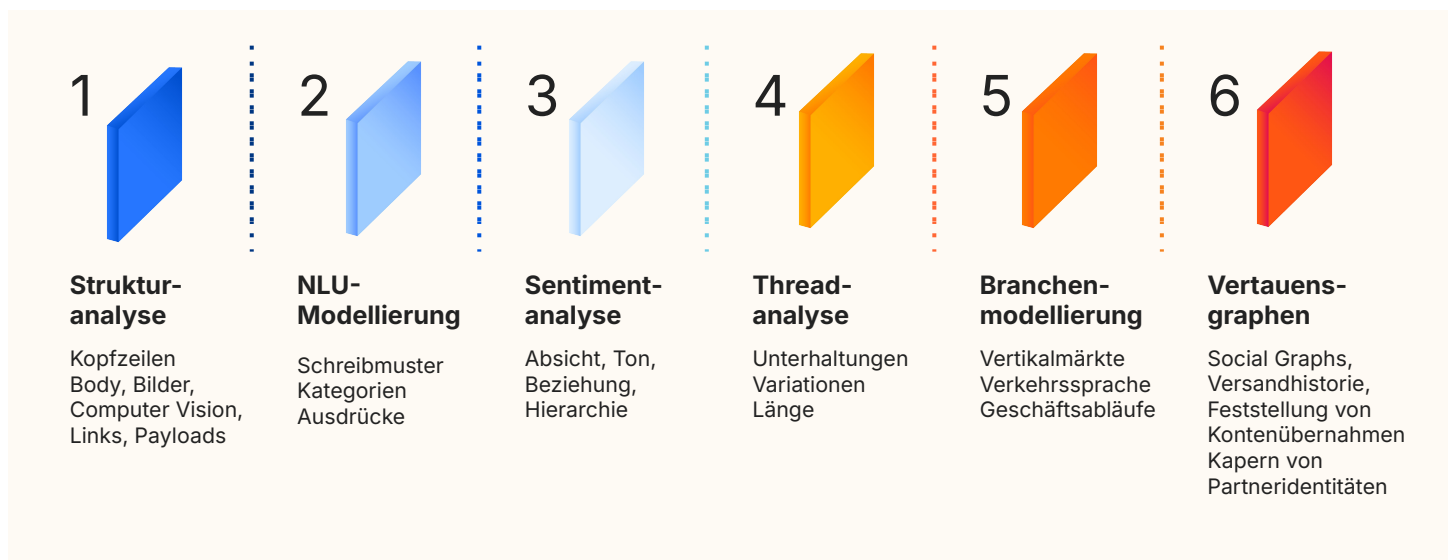 1
Struktur-
analyse
Kopfzeilen
Body, Bilder,
Computer Vision,
Links, Payloads
2
NLU-
Modellierung
Schreibmuster
Kategorien
Ausdrücke
3
Sentiment-
analyse
Absicht, Ton,
Beziehung,
Hierarchie
4
Thread-
analyse
Unterhaltungen
Variationen
Länge
5
Branchen-
modellierung
Vertikalmärkte
Verkehrssprache
Geschäftsabläufe
6
Vertauens-
graphen
Social Graphs,
Versandhistorie,
Feststellung von
Kontenübernahmen
Kapern von
Partneridentitäten